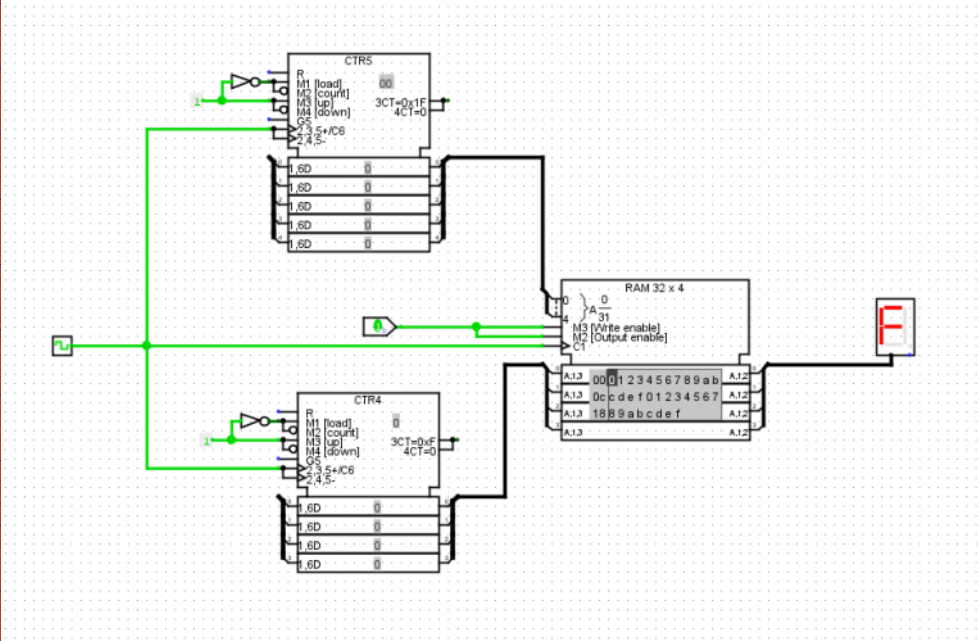 CTR5
R
M1 [load]
M2 [count]
M3 [up]
M4 [down]
G5
2,3,5+/C6
2,4,5-
00
3CT=0x1F
4CT=0
1
1,6D 0
1,6D 0
1,6D 0
1,6D 0
1,6D 0
RAM 32 x 4
0
4
A
0
31
M3 [Write enable]
M2 [Output enable]
C1
A,1,3 A,1,2
A,1,3 A,1,2
A,1,3 A,1,2
A,1,3 A,1,2
00 0 1 2 3 4 5 6 7 8 9 a b
0c c d e f 0 1 2 3 4 5 6 7
18 8 9 a b c d e f
F
CTR4
R
M1 [load]
M2 [count]
M3 [up]
M4 [down]
G5
2,3,5+/C6
2,4,5-
0
3CT=0xF
4CT=0
1
1,6D 0
1,6D 0
1,6D 0
1,6D 0